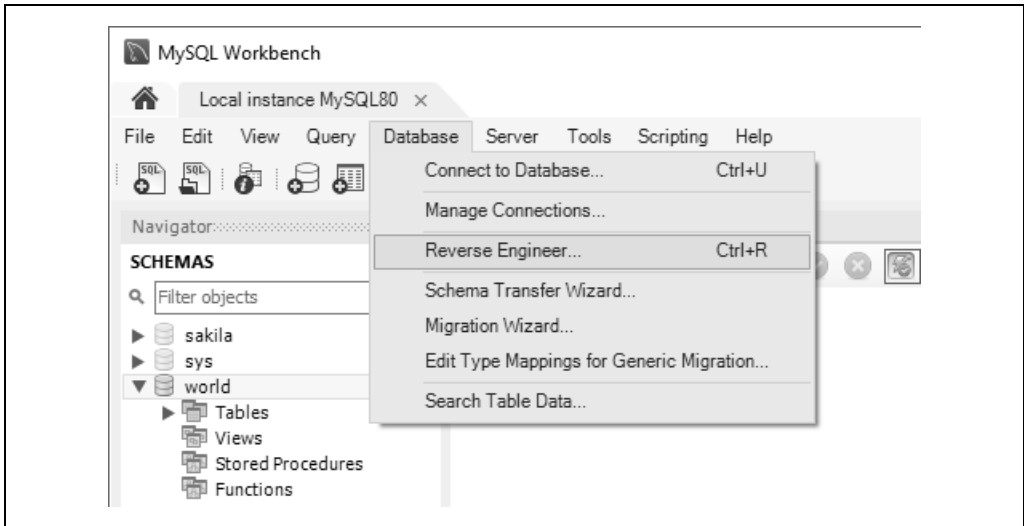 MySQL Workbench
Local instance MySQL80 ×
File Edit View Query Database Server Tools Scripting Help
SQL SQL
Connect to Database... Ctrl+U
Manage Connections...
Navigator
Reverse Engineer... Ctrl+R
SCHEMAS
Filter objects
Schema Transfer Wizard...
sakila
Migration Wizard...
sys
Edit Type Mappings for Generic Migration...
world
Search Table Data...
Tables
Views
Stored Procedures
Functions